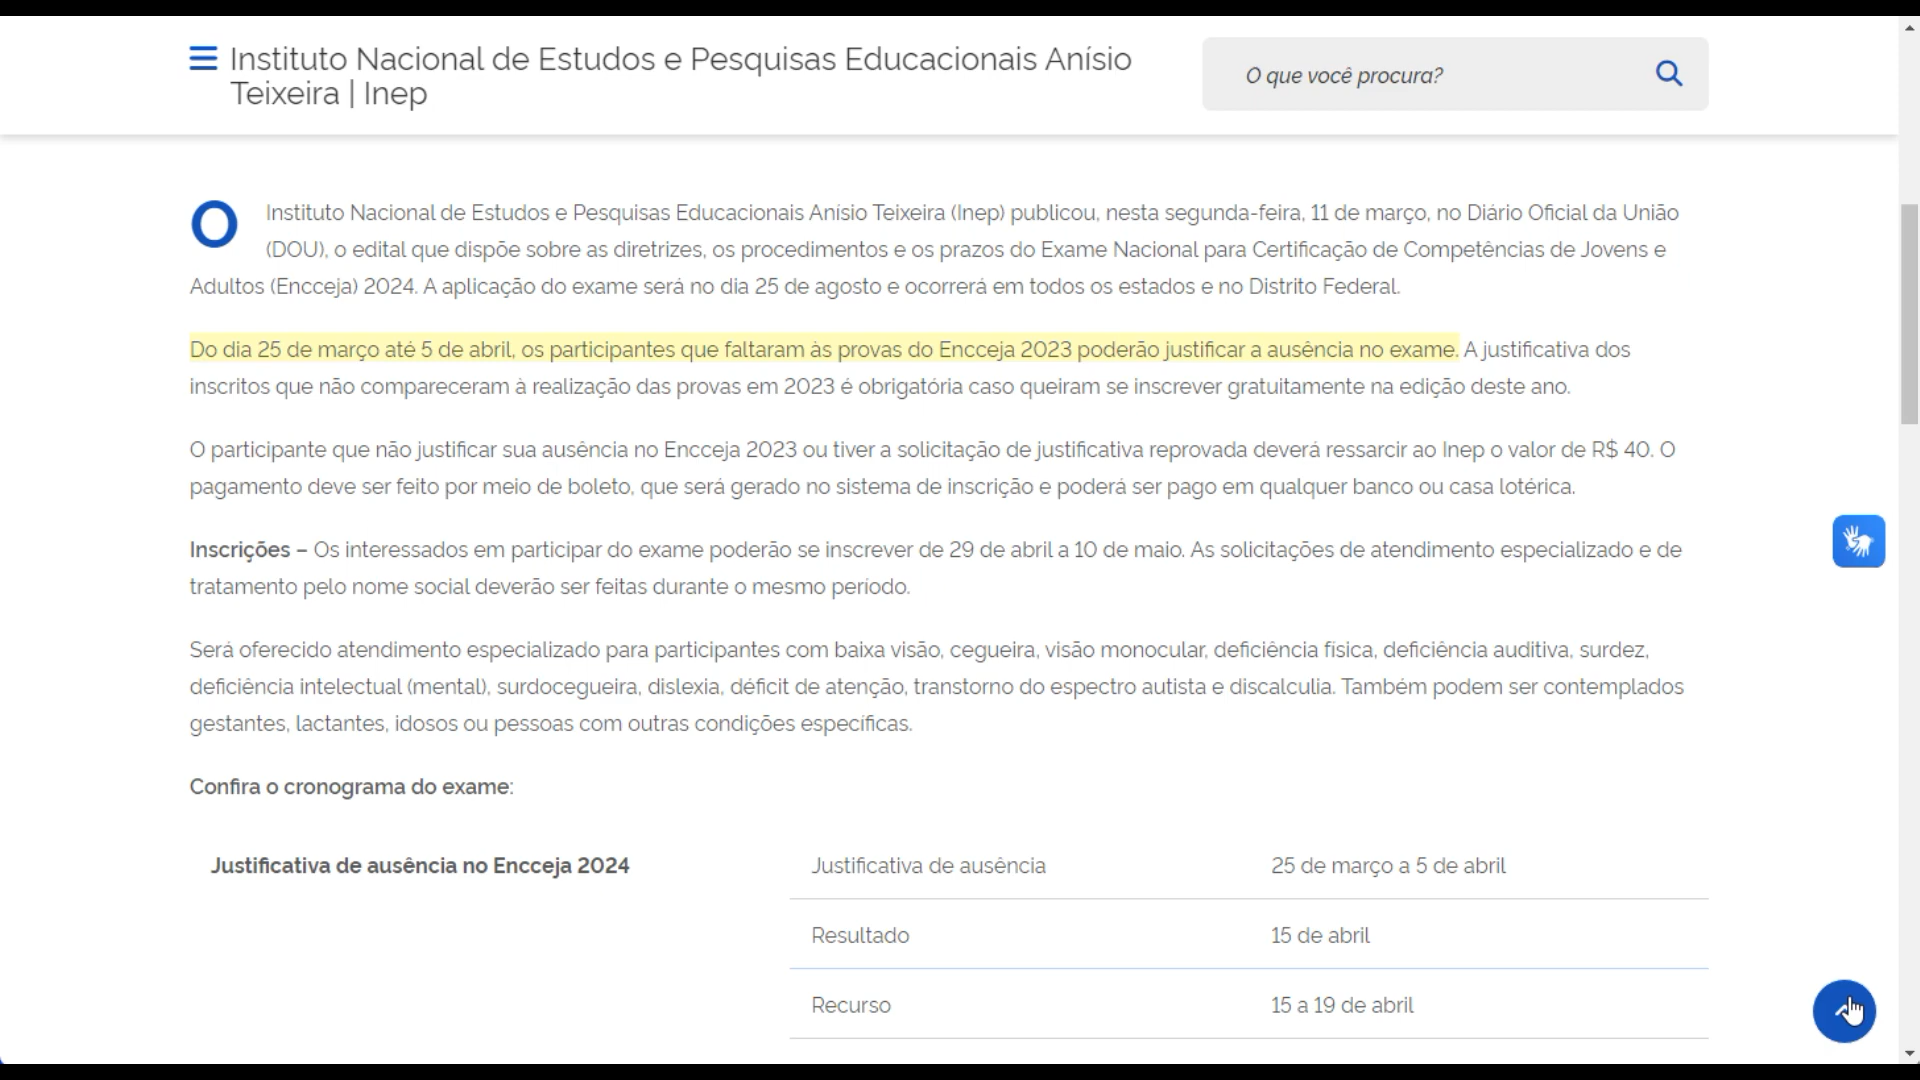 Instituto Nacional de Estudos e Pesquisas Educacionais Anísio
Teixeira | Inep
O que você procura?
O Instituto Nacional de Estudos e Pesquisas Educacionais Anísio Teixeira (Inep) publicou, nesta segunda-feira, 11 de março, no Diário Oficial da União
(DOU), o edital que dispõe sobre as diretrizes, os procedimentos e os prazos do Exame Nacional para Certificação de Competências de Jovens e
Adultos (Encceja) 2024. A aplicação do exame será no dia 25 de agosto e ocorrerá em todos os estados e no Distrito Federal.
Do dia 25 de março até 5 de abril, os participantes que faltaram às provas do Encceja 2023 poderão justificar a ausência no exame. A justificativa dos
inscritos que não compareceram à realização das provas em 2023 é obrigatória caso queiram se inscrever gratuitamente na edição deste ano.
O participante que não justificar sua ausência no Encceja 2023 ou tiver a solicitação de justificativa reprovada deverá ressarcir ao Inep o valor de R$ 40. O
pagamento deve ser feito por meio de boleto, que será gerado no sistema de inscrição e poderá ser pago em qualquer banco ou casa lotérica.
Inscrições – Os interessados em participar do exame poderão se inscrever de 29 de abril a 10 de maio. As solicitações de atendimento especializado e de
tratamento pelo nome social deverão ser feitas durante o mesmo período.
Será oferecido atendimento especializado para participantes com baixa visão, cegueira, visão monocular, deficiência física, deficiência auditiva, surdez,
deficiência intelectual (mental), surdocegueira, dislexia, déficit de atenção, transtorno do espectro autista e discalculia. Também podem ser contemplados
gestantes, lactantes, idosos ou pessoas com outras condições específicas.
Confira o cronograma do exame:
Justificativa de ausência no Encceja 2024 Justificativa de ausência 25 de março a 5 de abril
Resultado 15 de abril
Recurso 15 a 19 de abril